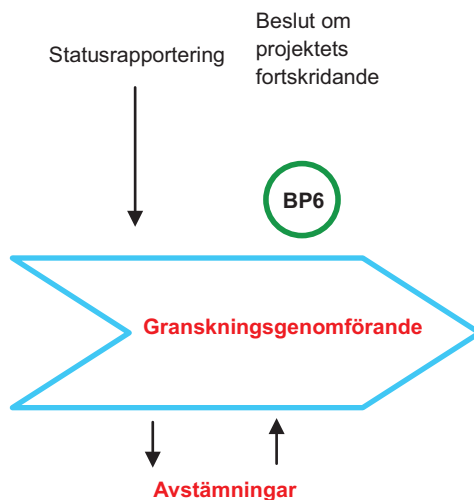 Statusrapportering
Beslut om
projektets
fortskridande
BP6
Granskningsgenomförande
Avstämningar